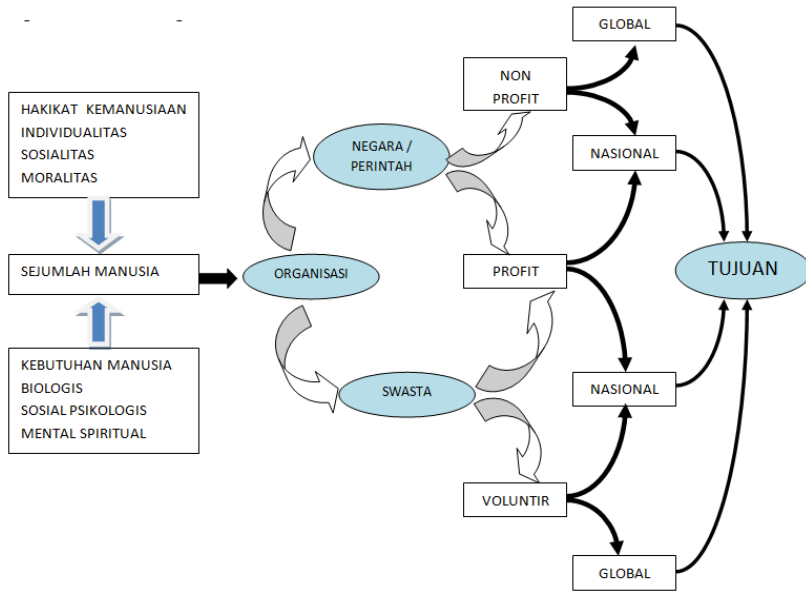 GLOBAL
NON
PROFIT
HAKIKAT KEMANUSIAAN
INDIVIDUALITAS
SOSIALITAS
MORALITAS
NEGARA /
PERINTAH
NASIONAL
SEJUMLAH MANUSIA
ORGANISASI
PROFIT
TUJUAN
KEBUTUHAN MANUSIA
BIOLOGIS
SOSIAL PSIKOLOGIS
MENTAL SPIRITUAL
SWASTA
NASIONAL
VOLUNTIR
GLOBAL